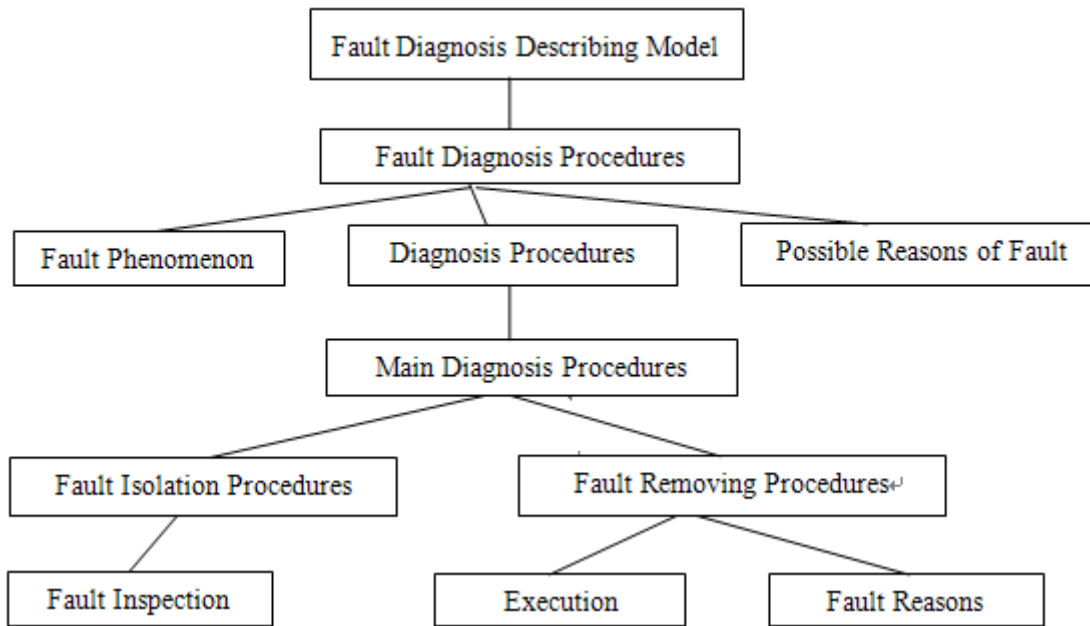 Fault Diagnosis Describing Model
Fault Diagnosis Procedures
Fault Phenomenon
Diagnosis Procedures
Possible Reasons of Fault
Main Diagnosis Procedures
Fault Isolation Procedures
Fault Removing Procedures↵
Fault Inspection
Execution
Fault Reasons